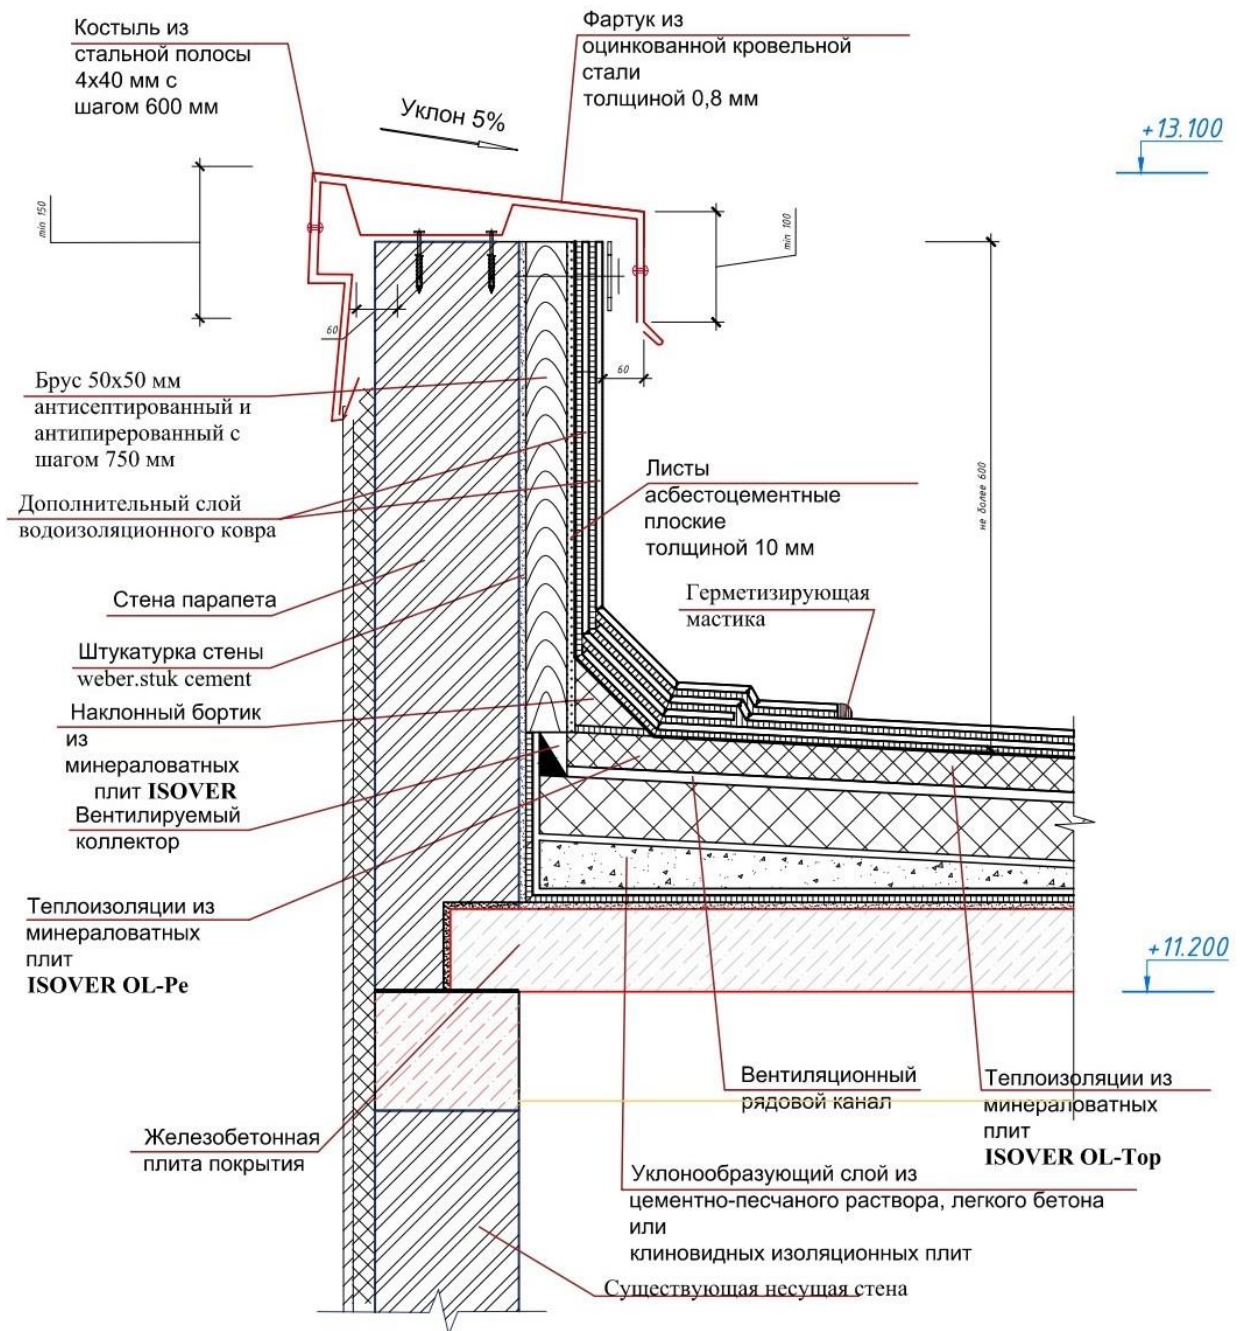 Костыль из
стальной полосы
4х40 мм с
шагом 600 мм
Фартук из
оцинкованной кровельной
стали
толщиной 0,8 мм
Уклон 5%
+13.100
min 150
min 100
60
60
не более 600
Брус 50х50 мм
антисептированный и
антипирерованный с
шагом 750 мм
Дополнительный слой
водоизоляционного ковра
Листы
асбестоцементные
плоские
толщиной 10 мм
Стена парапета
Герметизирующая
мастика
Штукатурка стены
weber.stuk cement
Наклонный бортик
из
минераловатных
плит ISOVER
Вентилируемый
коллектор
Теплоизоляции из
минераловатных
плит
ISOVER OL-Pe
+11.200
Вентиляционный
рядовой канал
Теплоизоляции из
минераловатных
плит
ISOVER OL-Top
Железобетонная
плита покрытия
Уклонообразующий слой из
цементно-песчаного раствора, легкого бетона
или
клиновидных изоляционных плит
Существующая несущая стена